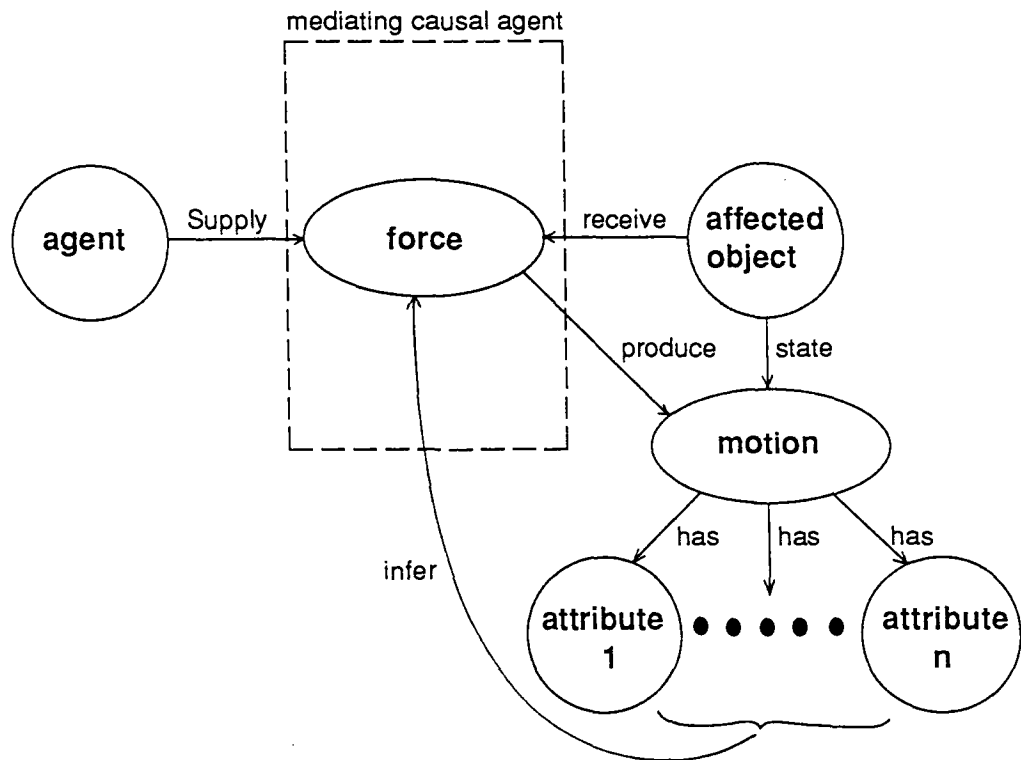 mediating causal agent
agent
Supply
force
receive
affected
object
produce
state
motion
has
has
has
infer
attribute
1
attribute
n